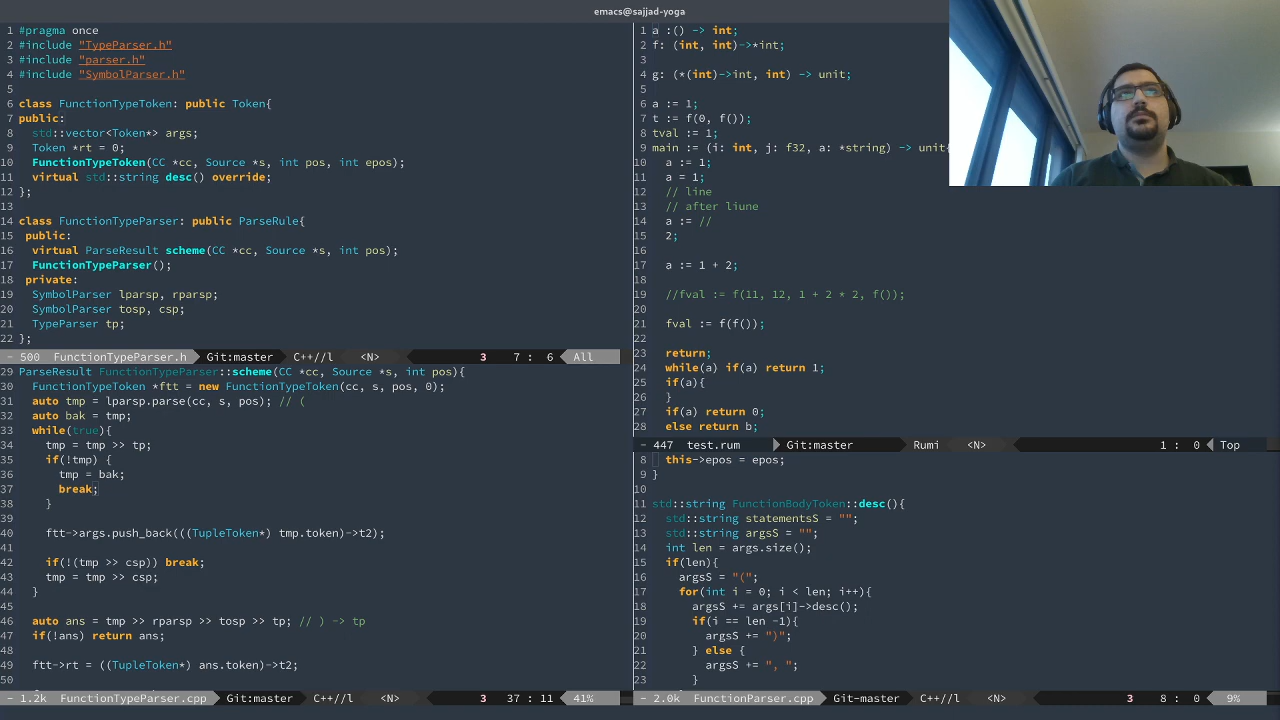 emacs@sajjad-yoga
1 #pragma once
2 #include "TypeParser.h"
3 #include "parser.h"
4 #include "SymbolParser.h"
5
6 class FunctionTypeToken: public Token{
7 public:
8 std::vector<Token*> args;
9 Token *rt = 0;
10 FunctionTypeToken(CC *cc, Source *s, int pos, int epos);
11 virtual std::string desc() override;
12 };
13
14 class FunctionTypeParser: public ParseRule{
15 public:
16 virtual ParseResult scheme(CC *cc, Source *s, int pos);
17 FunctionTypeParser();
18 private:
19 SymbolParser lparsp, rparsp;
20 SymbolParser tosp, csp;
21 TypeParser tp;
22 };
- 500 FunctionTypeParser.h Git:master C++//l <N> 3 7 : 6 All
29 ParseResult FunctionTypeParser::scheme(CC *cc, Source *s, int pos){
30 FunctionTypeToken *ftt = new FunctionTypeToken(cc, s, pos, 0);
31 auto tmp = lparsp.parse(cc, s, pos); // (
32 auto bak = tmp;
33 while(true){
34 tmp = tmp >> tp;
35 if(!tmp) {
36 tmp = bak;
37 break;
38 }
39
40 ftt->args.push_back(((TupleToken*) tmp.token)->t2);
41
42 if(!(tmp >> csp)) break;
43 tmp = tmp >> csp;
44 }
45
46 auto ans = tmp >> rparsp >> tosp >> tp; // ) -> tp
47 if(!ans) return ans;
48
49 ftt->rt = ((TupleToken*) ans.token)->t2;
50
- 1.2k FunctionTypeParser.cpp Git:master C++//l <N> 3 37 : 11 41%
1 a :() -> int;
2 f: (int, int)->*int;
3
4 g: (*(int)->int, int) -> unit;
5
6 a := 1;
7 t := f(0, f());
8 tval := 1;
9 main := (i: int, j: f32, a: *string) -> unit{
10 a := 1;
11 a = 1;
12 // line
13 // after liune
14 a := //
15 2;
16
17 a := 1 + 2;
18
19 //fval := f(11, 12, 1 + 2 * 2, f());
20
21 fval := f(f());
22
23 return;
24 while(a) if(a) return 1;
25 if(a){
26 }
27 if(a) return 0;
28 else return b;
- 447 test.rum Git:master Rumi <N> 1 : 0 Top
8 this->epos = epos;
9 }
10
11 std::string FunctionBodyToken::desc(){
12 std::string statementsS = "";
13 std::string argsS = "";
14 int len = args.size();
15 if(len){
16 argsS = "(";
17 for(int i = 0; i < len; i++){
18 argsS += args[i]->desc();
19 if(i == len -1){
20 argsS += ")";
21 } else {
22 argsS += ", ";
23 }
- 2.0k FunctionParser.cpp Git-master C++//l <N> 3 8 : 0 9%